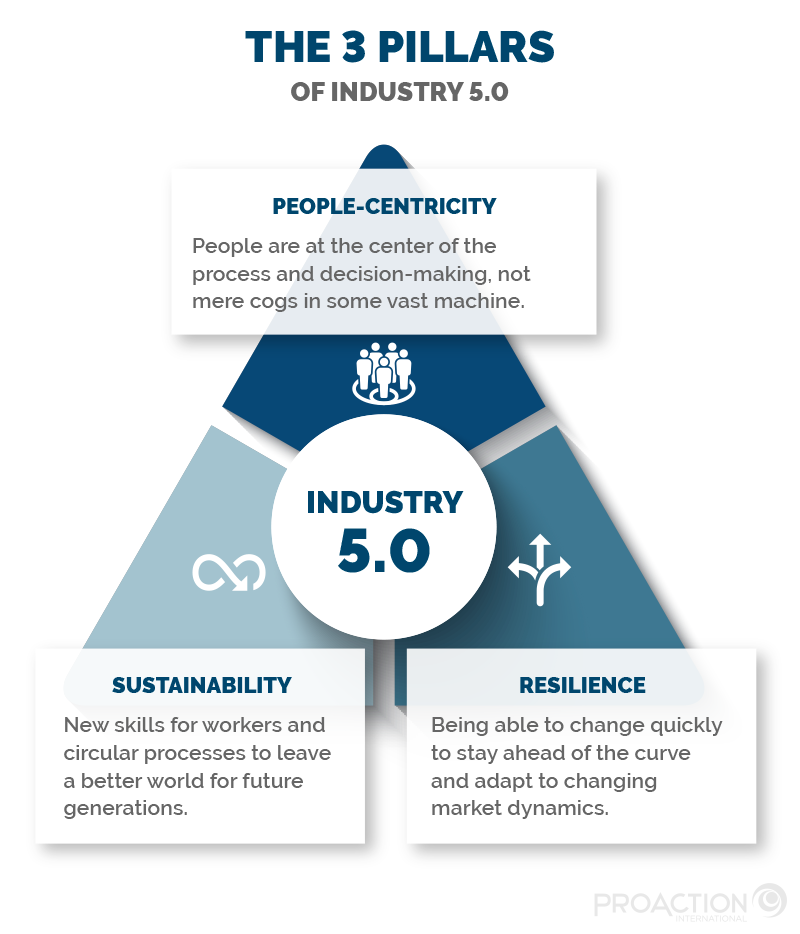 THE 3 PILLARS
OF INDUSTRY 5.0
PEOPLE-CENTRICITY
People are at the center of the
process and decision-making, not
mere cogs in some vast machine.
INDUSTRY
5.0
SUSTAINABILITY
New skills for workers and
circular processes to leave
a better world for future
generations.
RESILIENCE
Being able to change quickly
to stay ahead of the curve
and adapt to changing
market dynamics.
PROACTION
INTERNATIONAL